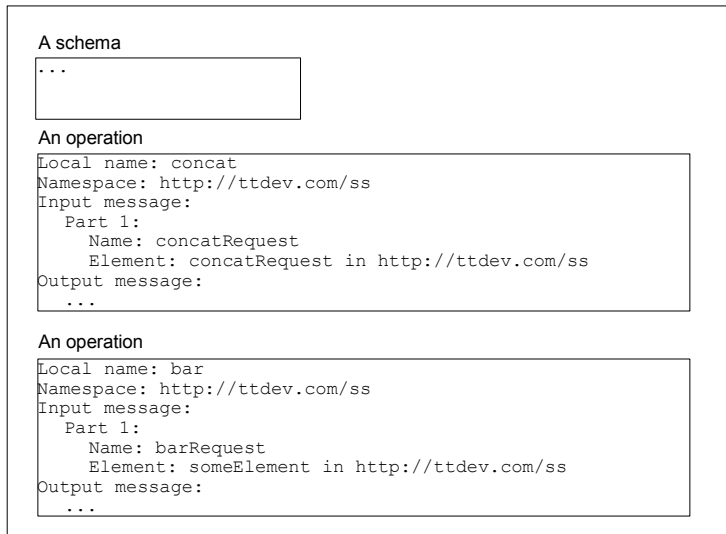 A schema
...
An operation
Local name: concat
Namespace: http://ttdev.com/ss
Input message:
Part 1:
Name: concatRequest
Element: concatRequest in http://ttdev.com/ss
Output message:
...
An operation
Local name: bar
Namespace: http://ttdev.com/ss
Input message:
Part 1:
Name: barRequest
Element: someElement in http://ttdev.com/ss
Output message:
...